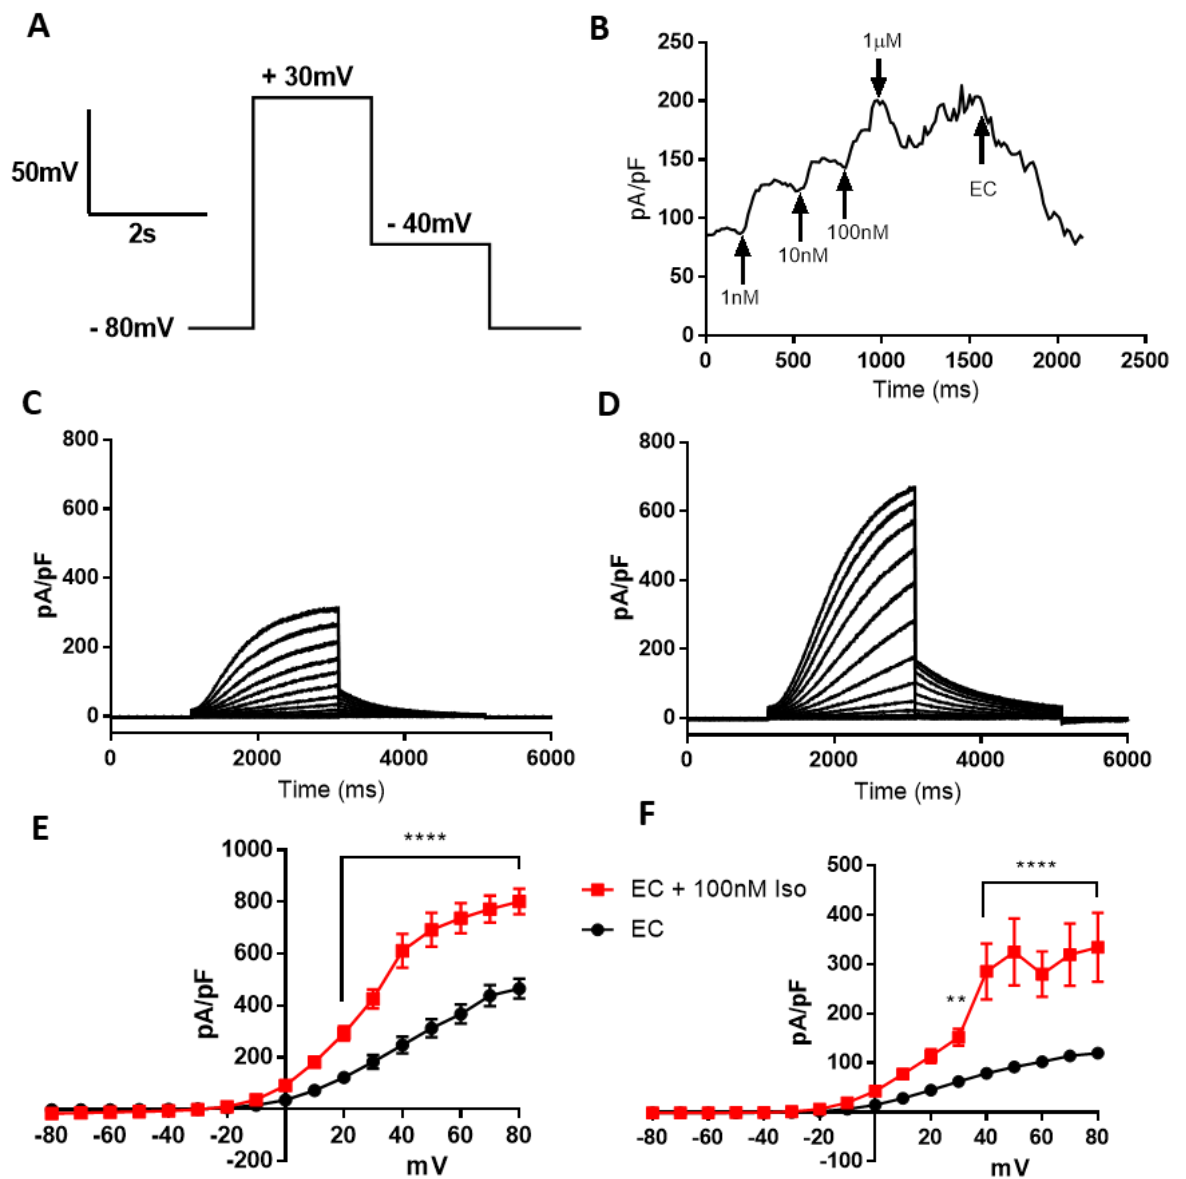 A
+ 30mV
50mV
2s
- 40mV
- 80mV
B
1μM
250
200
150
100
50
0
pA/pF
EC
100nM
10nM
1nM
0 500 1000 1500 2000 2500
Time (ms)
C
800
600
400
200
0
pA/pF
0 2000 4000 6000
Time (ms)
D
800
600
400
200
0
pA/pF
0 2000 4000 6000
Time (ms)
E
****
1000
800
600
400
200
-200
pA/pF
-80 -60 -40 -20 20 40 60 80
mV
EC + 100nM Iso
EC
F
****
**
500
400
300
200
100
-100
pA/pF
-80 -60 -40 -20 20 40 60 80
mV